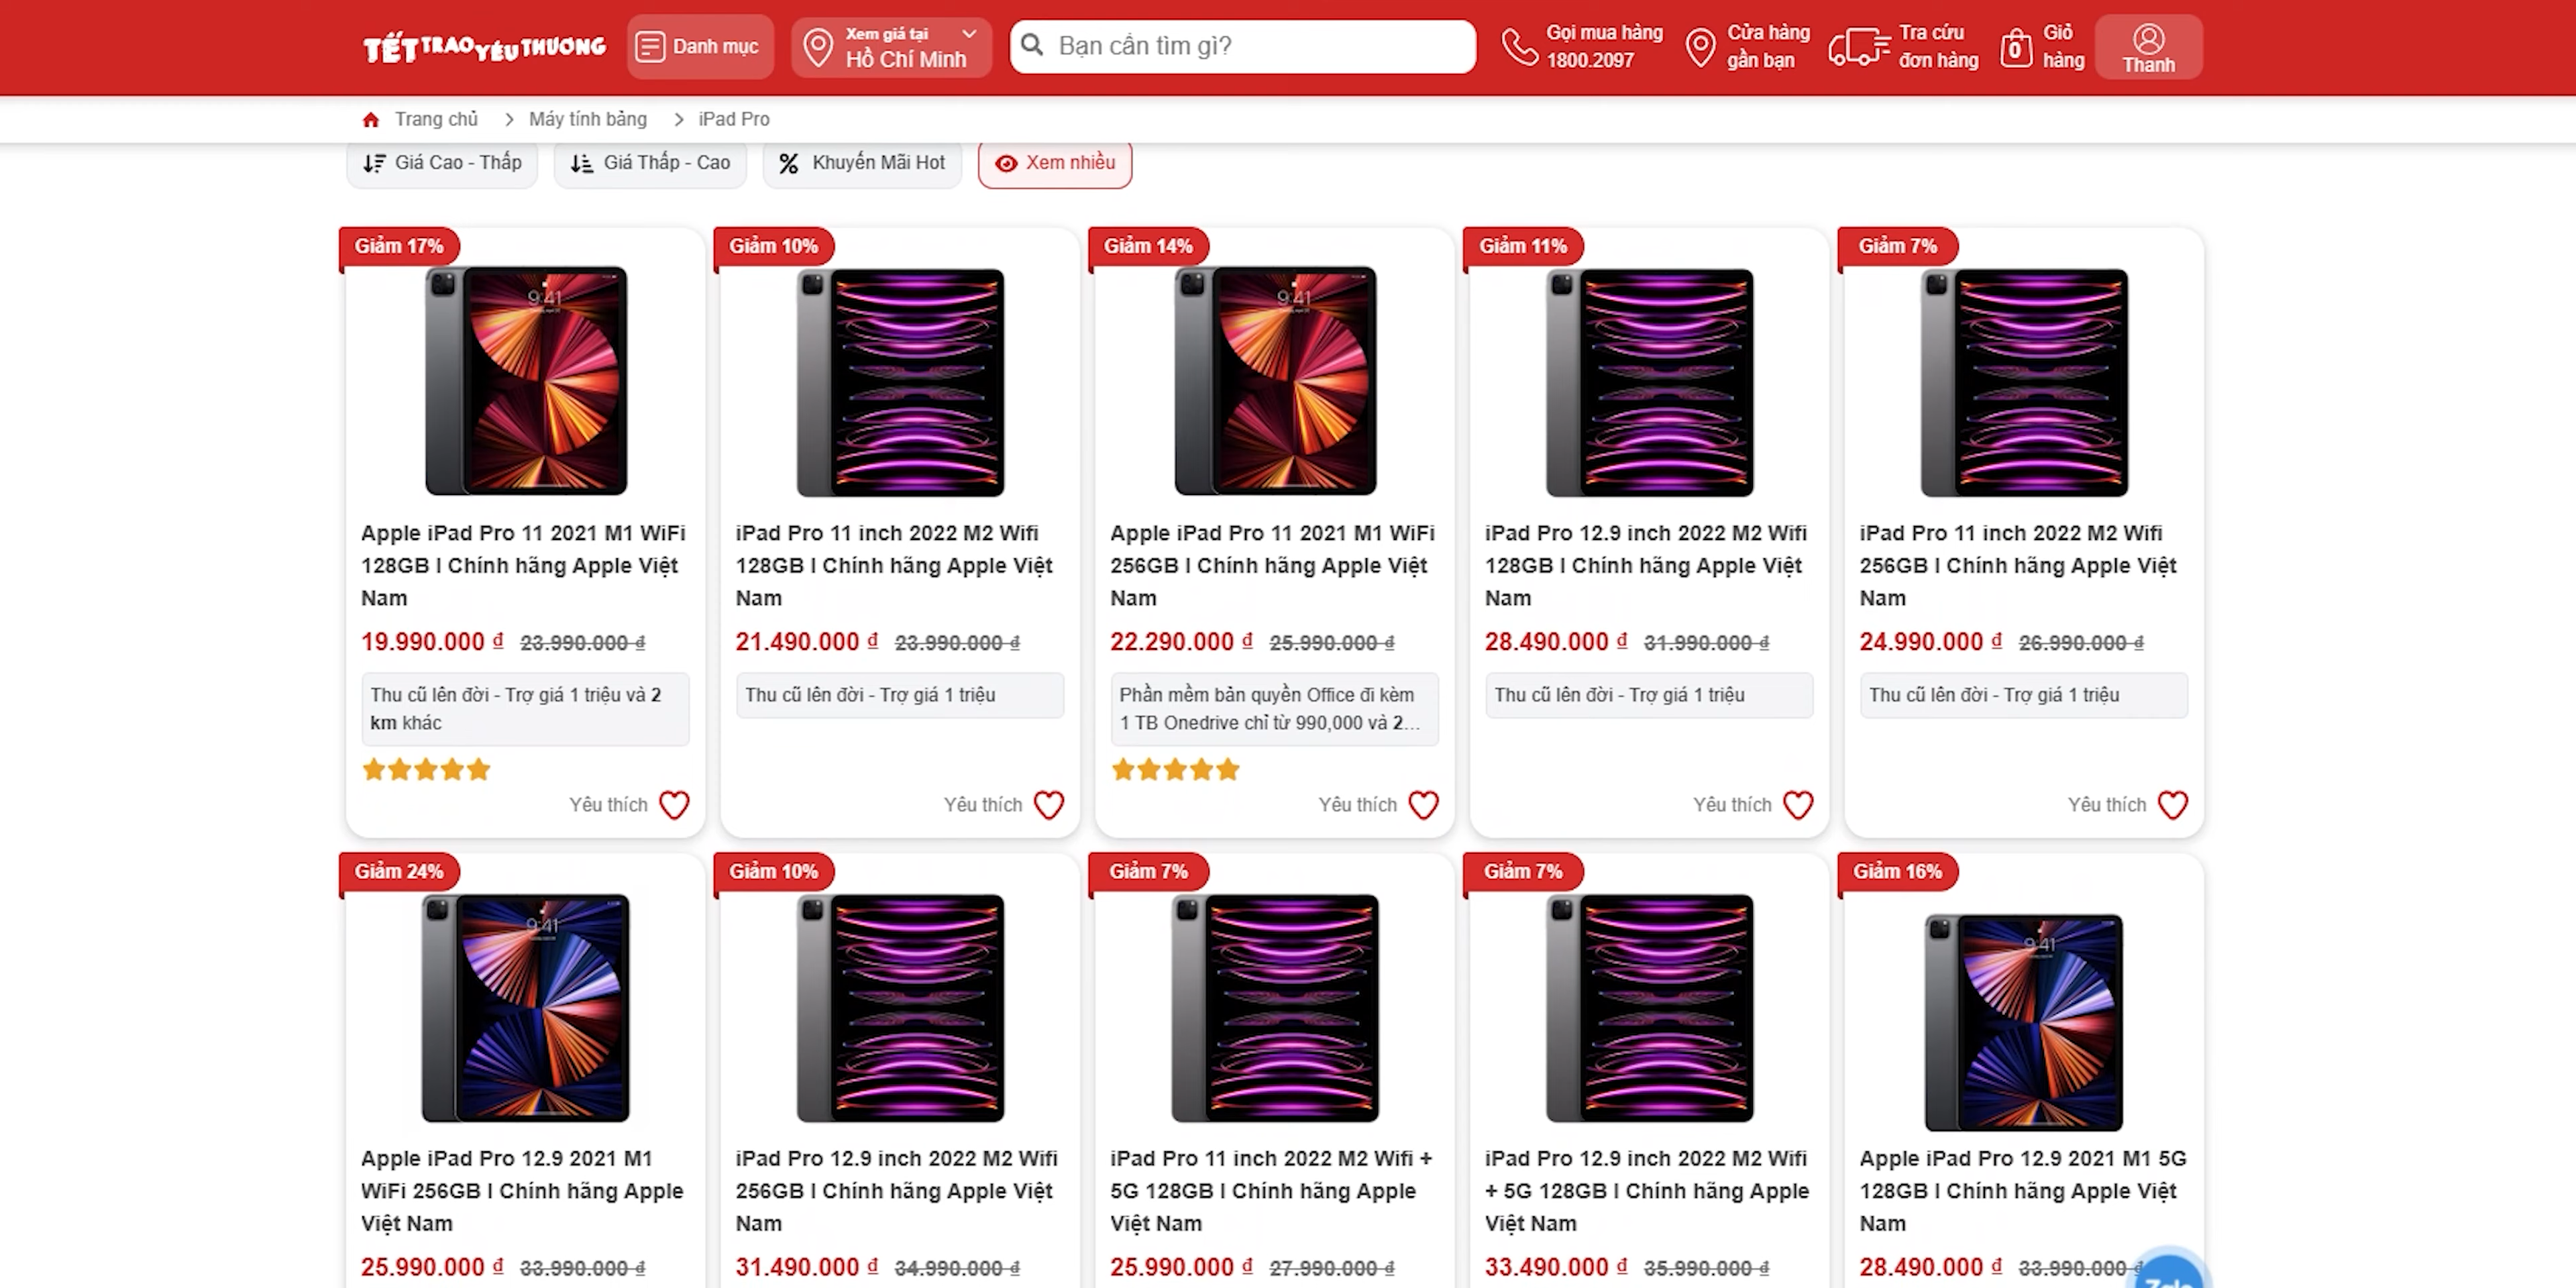 TẾT TRAO YÊU THƯƠNG
Danh mục
Xem giá tại
Hồ Chí Minh
Bạn cần tìm gì?
Gọi mua hàng
1800.2097
Cửa hàng
gần bạn
Tra cứu
đơn hàng
0
Giỏ
hàng
Thanh
Trang chủ
Máy tính bảng
iPad Pro
Giá Cao - Thấp
Giá Thấp - Cao
Khuyến Mãi Hot
Xem nhiều
Giảm 17%
9:41
Apple iPad Pro 11 2021 M1 WiFi
128GB I Chính hãng Apple Việt
Nam
19.990.000 ₫ 23.990.000 ₫
Thu cũ lên đời - Trợ giá 1 triệu và 2
km khác
Yêu thích
Giảm 10%
iPad Pro 11 inch 2022 M2 Wifi
128GB I Chính hãng Apple Việt
Nam
21.490.000 ₫ 23.990.000 ₫
Thu cũ lên đời - Trợ giá 1 triệu
Yêu thích
Giảm 14%
9:41
Apple iPad Pro 11 2021 M1 WiFi
256GB I Chính hãng Apple Việt
Nam
22.290.000 ₫ 25.990.000 ₫
Phần mềm bản quyền Office đi kèm
1 TB Onedrive chỉ từ 990,000 và 2...
Yêu thích
Giảm 11%
iPad Pro 12.9 inch 2022 M2 Wifi
128GB I Chính hãng Apple Việt
Nam
28.490.000 ₫ 31.990.000 ₫
Thu cũ lên đời - Trợ giá 1 triệu
Yêu thích
Giảm 7%
iPad Pro 11 inch 2022 M2 Wifi
256GB I Chính hãng Apple Việt
Nam
24.990.000 ₫ 26.990.000 ₫
Thu cũ lên đời - Trợ giá 1 triệu
Yêu thích
Giảm 24%
9:41
Apple iPad Pro 12.9 2021 M1
WiFi 256GB I Chính hãng Apple
Việt Nam
25.990.000 ₫ 33.990.000 ₫
Giảm 10%
iPad Pro 12.9 inch 2022 M2 Wifi
256GB I Chính hãng Apple Việt
Nam
31.490.000 ₫ 34.990.000 ₫
Giảm 7%
iPad Pro 11 inch 2022 M2 Wifi +
5G 128GB I Chính hãng Apple
Việt Nam
25.990.000 ₫ 27.990.000 ₫
Giảm 7%
iPad Pro 12.9 inch 2022 M2 Wifi
+ 5G 128GB I Chính hãng Apple
Việt Nam
33.490.000 ₫ 35.990.000 ₫
Giảm 16%
9:41
Apple iPad Pro 12.9 2021 M1 5G
128GB I Chính hãng Apple Việt
Nam
28.490.000 ₫ 33.990.000 ₫
Zalo